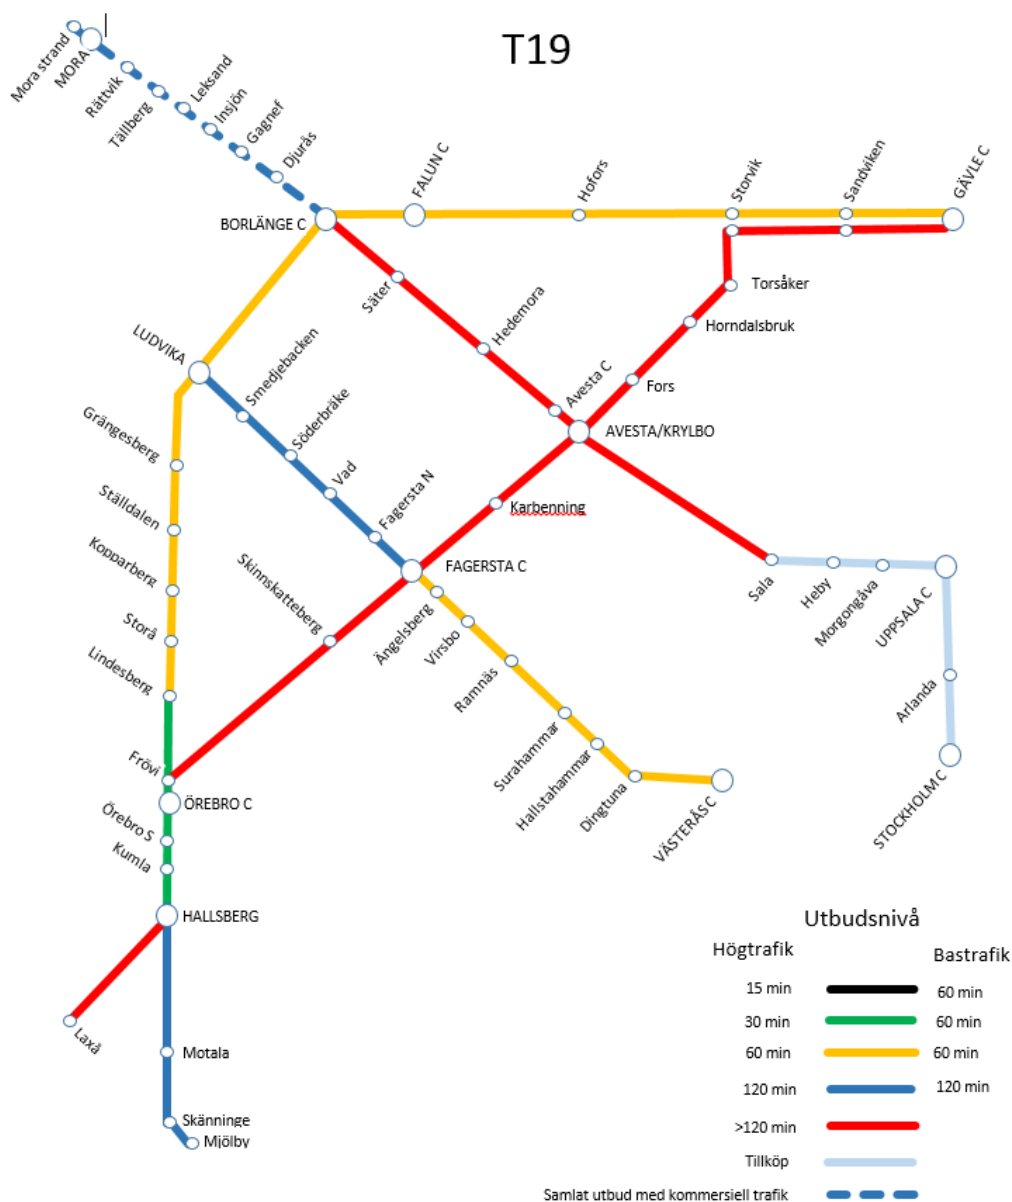 T19
Mora strand
MORA
Rättvik
Tällberg
Leksand
Insjön
Gagnef
Djurås
BORLÄNGE C
FALUN C
Hofors
Storvik
Sandviken
GÄVLE C
Säter
Hedemora
Avesta C
AVESTA/KRYLBO
Torsåker
Horndalsbruk
Fors
LUDVIKA
Smedjebacken
Söderbräke
Vad
Fagersta N
FAGERSTA C
Karbenning
Skinnskatteberg
Grängesberg
Ställdalen
Kopparberg
Storå
Lindesberg
Frövi
ÖREBRO C
Örebro S
Kumla
HALLSBERG
Laxå
Motala
Skänninge
Mjölby
Ängelsberg
Virsbo
Ramnäs
Surahammar
Hallstahammar
Dingtuna
VÄSTERÅS C
Sala
Heby
Morgongåva
UPPSALA C
Arlanda
STOCKHOLM C
Utbudsnivå
Högtrafik Bastrafik
15 min 60 min
30 min 60 min
60 min 60 min
120 min 120 min
>120 min
Tillköp
Samlat utbud med kommersiell trafik